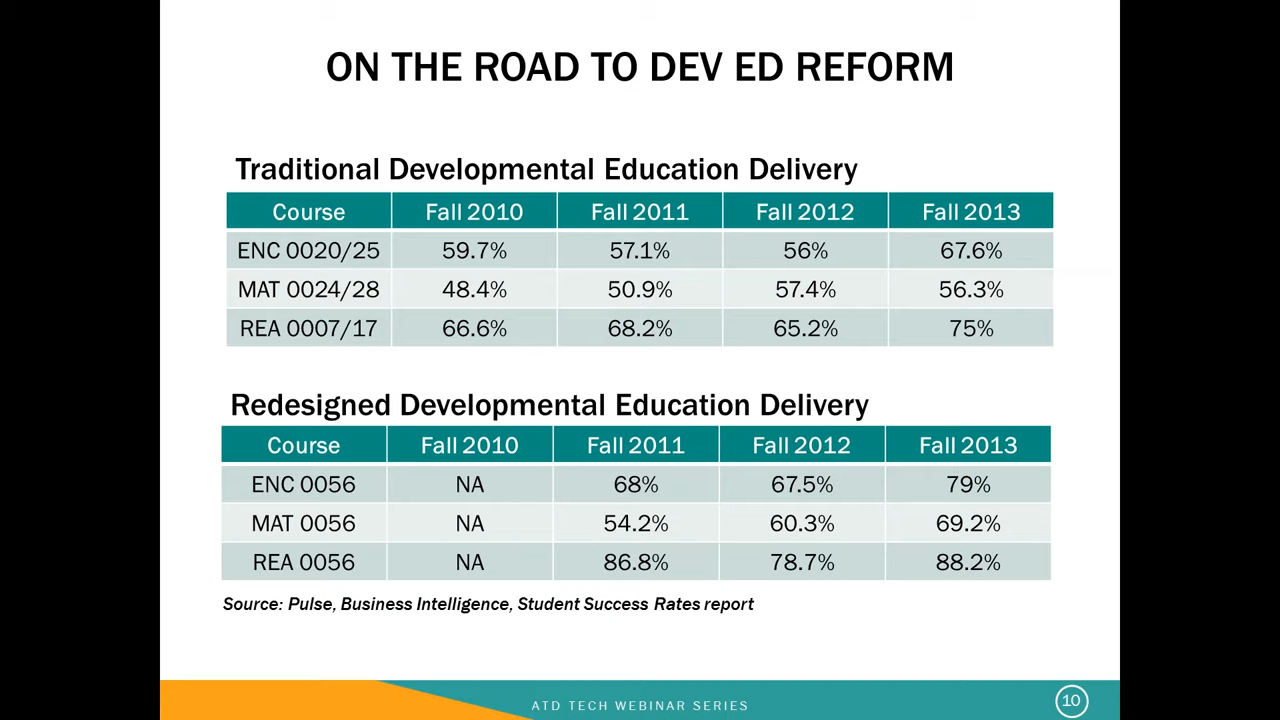 ON THE ROAD TO DEV ED REFORM
Traditional Developmental Education Delivery
Course Fall 2010 Fall 2011 Fall 2012 Fall 2013
ENC 0020/25 59.7% 57.1% 56% 67.6%
MAT 0024/28 48.4% 50.9% 57.4% 56.3%
REA 0007/17 66.6% 68.2% 65.2% 75%
Redesigned Developmental Education Delivery
Course Fall 2010 Fall 2011 Fall 2012 Fall 2013
ENC 0056 NA 68% 67.5% 79%
MAT 0056 NA 54.2% 60.3% 69.2%
REA 0056 NA 86.8% 78.7% 88.2%
Source: Pulse, Business Intelligence, Student Success Rates report
ATD TECH WEBINAR SERIES
10